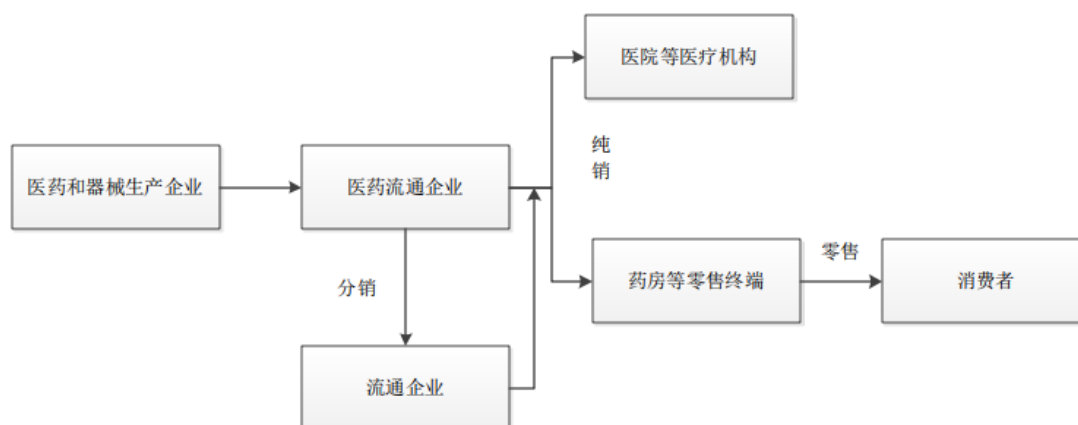 医院等医疗机构
纯
销
医药和器械生产企业
医药流通企业
零售
药房等零售终端
消费者
分销
流通企业